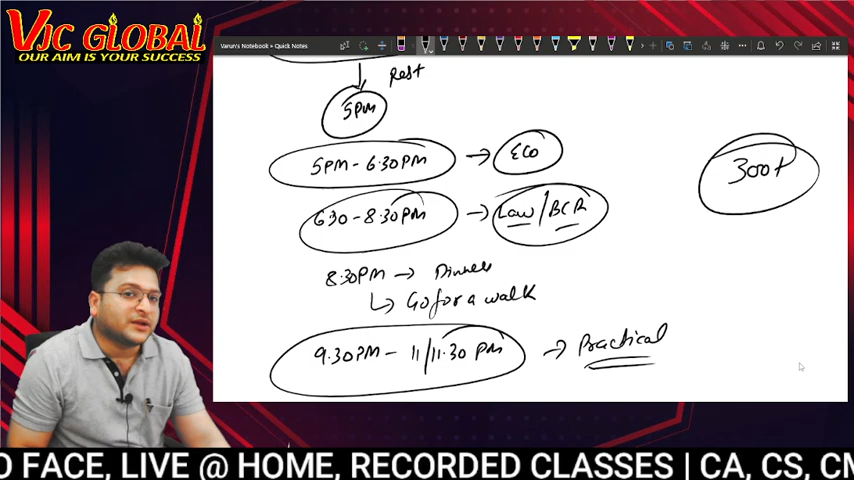 VJC GLOBAL
OUR AIM IS YOUR SUCCESS
Varun's Notebook » Quick Notes
Rest
5PM
5PM - 6:30PM → ECO
300+
6:30 - 8:30PM → Law/BCR
8:30PM → Dinner
↳ Go for a walk
9.30PM - 11/11.30 PM → Practical
O FACE, LIVE @ HOME, RECORDED CLASSES | CA, CS, CM